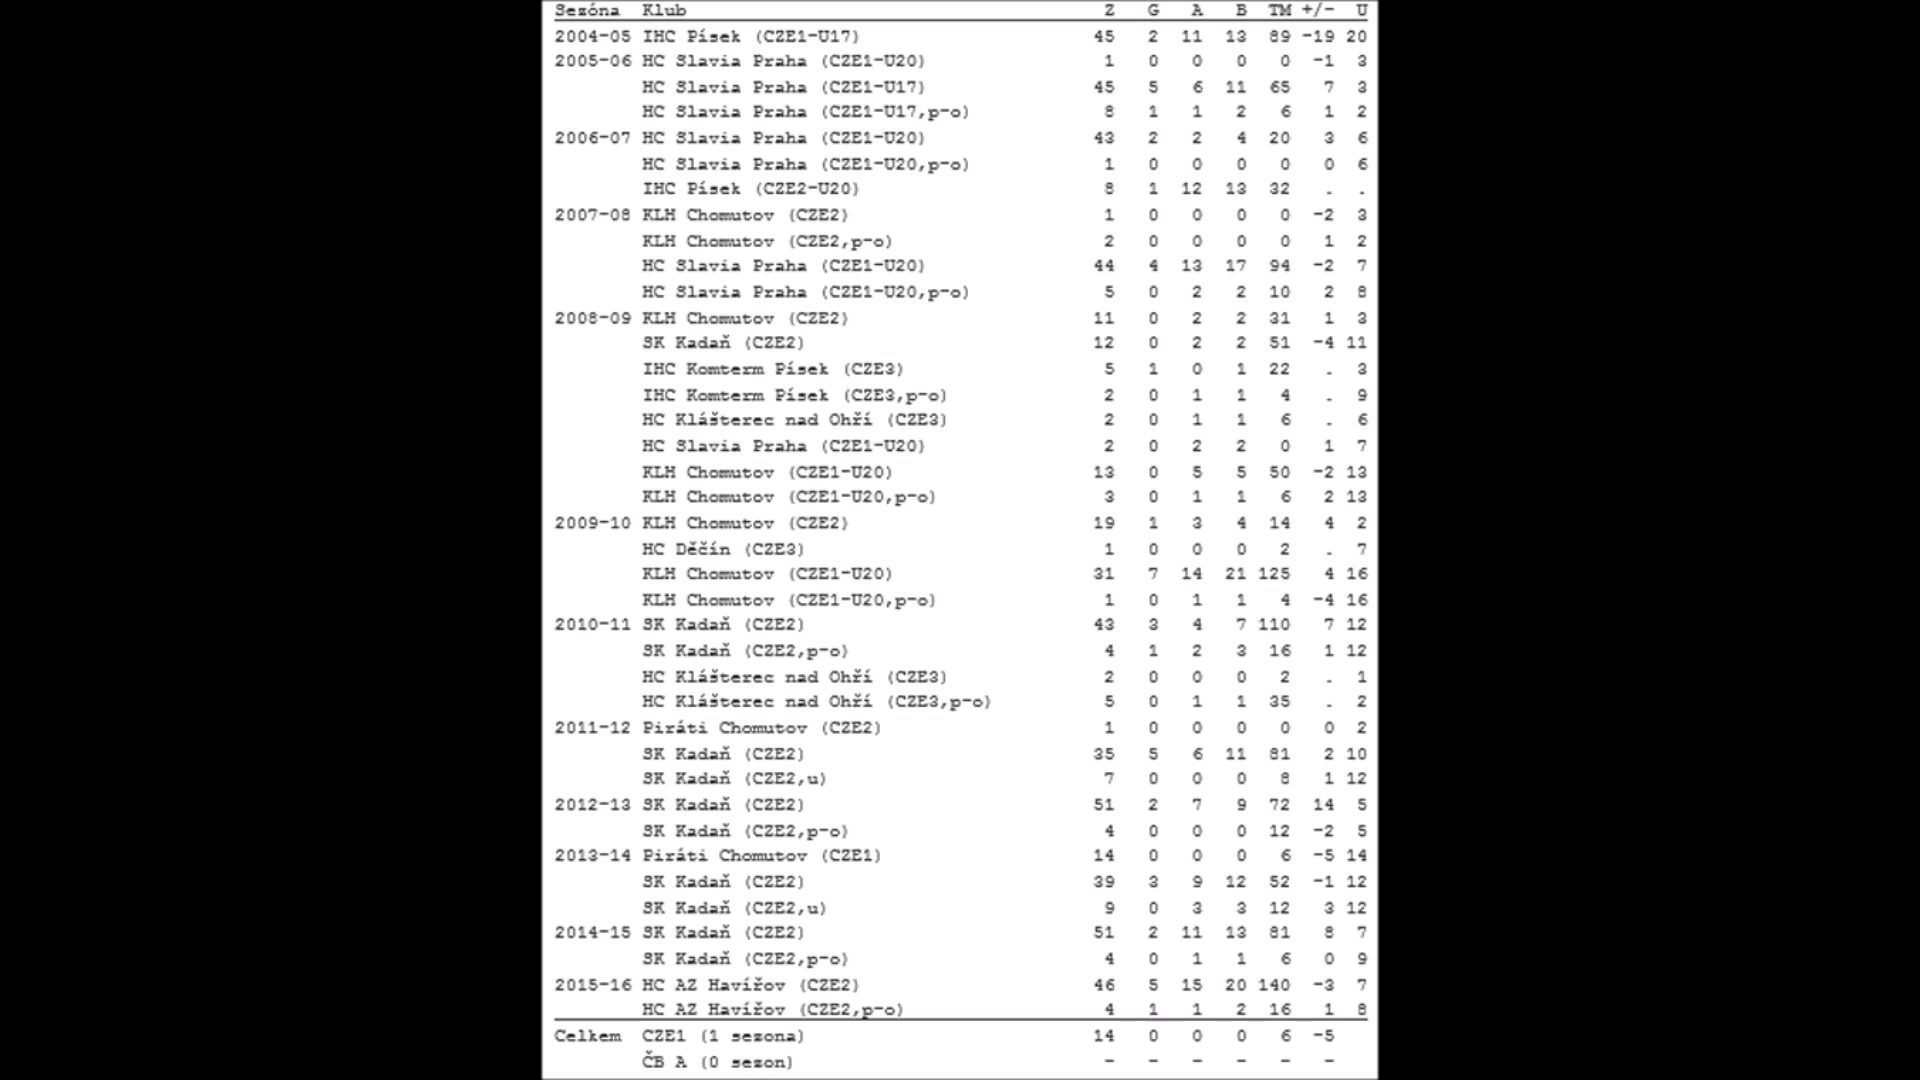 Sezóna Klub Z G A B TM +/- U
2004-05 IHC Písek (CZE1-U17) 45 2 11 13 89 -19 20
2005-06 HC Slavia Praha (CZE1-U20) 1 0 0 0 0 -1 3
HC Slavia Praha (CZE1-U17) 45 5 6 11 65 7 3
HC Slavia Praha (CZE1-U17,p-o) 8 1 1 2 6 1 2
2006-07 HC Slavia Praha (CZE1-U20) 43 2 2 4 20 3 6
HC Slavia Praha (CZE1-U20,p-o) 1 0 0 0 0 0 6
IHC Písek (CZE2-U20) 8 1 12 13 32 . .
2007-08 KLH Chomutov (CZE2) 1 0 0 0 0 -2 3
KLH Chomutov (CZE2,p-o) 2 0 0 0 0 1 2
HC Slavia Praha (CZE1-U20) 44 4 13 17 94 -2 7
HC Slavia Praha (CZE1-U20,p-o) 5 0 2 2 10 2 8
2008-09 KLH Chomutov (CZE2) 11 0 2 2 31 1 3
SK Kadaň (CZE2) 12 0 2 2 51 -4 11
IHC Komterm Písek (CZE3) 5 1 0 1 22 . 3
IHC Komterm Písek (CZE3,p-o) 2 0 1 1 4 . 9
HC Klášterec nad Ohří (CZE3) 2 0 1 1 6 . 6
HC Slavia Praha (CZE1-U20) 2 0 2 2 0 1 7
KLH Chomutov (CZE1-U20) 13 0 5 5 50 -2 13
KLH Chomutov (CZE1-U20,p-o) 3 0 1 1 6 2 13
2009-10 KLH Chomutov (CZE2) 19 1 3 4 14 4 2
HC Děčín (CZE3) 1 0 0 0 2 . 7
KLH Chomutov (CZE1-U20) 31 7 14 21 125 4 16
KLH Chomutov (CZE1-U20,p-o) 1 0 1 1 4 -4 16
2010-11 SK Kadaň (CZE2) 43 3 4 7 110 7 12
SK Kadaň (CZE2,p-o) 4 1 2 3 16 1 12
HC Klášterec nad Ohří (CZE3) 2 0 0 0 2 . 1
HC Klášterec nad Ohří (CZE3,p-o) 5 0 1 1 35 . 2
2011-12 Piráti Chomutov (CZE2) 1 0 0 0 0 0 2
SK Kadaň (CZE2) 35 5 6 11 81 2 10
SK Kadaň (CZE2,u) 7 0 0 0 8 1 12
2012-13 SK Kadaň (CZE2) 51 2 7 9 72 14 5
SK Kadaň (CZE2,p-o) 4 0 0 0 12 -2 5
2013-14 Piráti Chomutov (CZE1) 14 0 0 0 6 -5 14
SK Kadaň (CZE2) 39 3 9 12 52 -1 12
SK Kadaň (CZE2,u) 9 0 3 3 12 3 12
2014-15 SK Kadaň (CZE2) 51 2 11 13 81 8 7
SK Kadaň (CZE2,p-o) 4 0 1 1 6 0 9
2015-16 HC AZ Havířov (CZE2) 46 5 15 20 140 -3 7
HC AZ Havířov (CZE2,p-o) 4 1 1 2 16 1 8
Celkem CZE1 (1 sezona) 14 0 0 0 6 -5
ČB A (0 sezon) - - - - - -